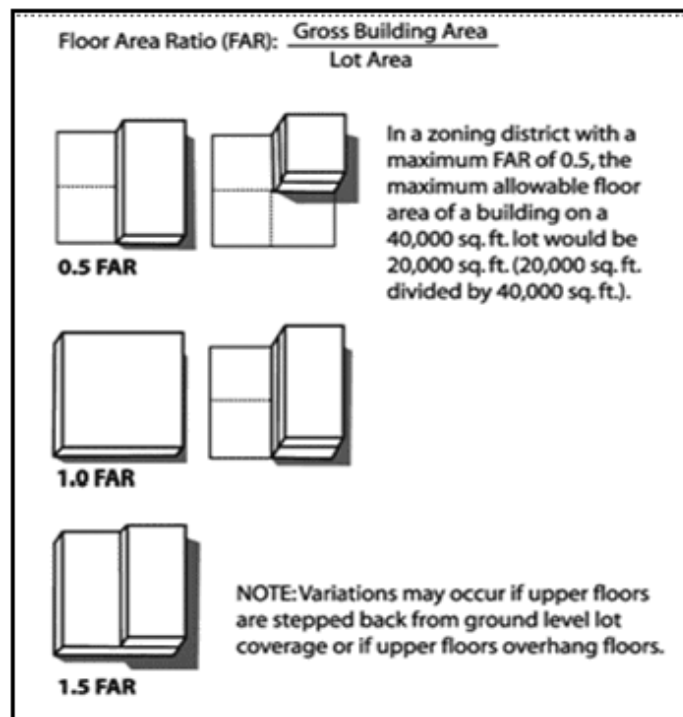 Floor Area Ratio (FAR): Gross Building Area
Lot Area
In a zoning district with a
maximum FAR of 0.5, the
maximum allowable floor
area of a building on a
40,000 sq. ft. lot would be
20,000 sq. ft. (20,000 sq. ft.
divided by 40,000 sq. ft.).
0.5 FAR
1.0 FAR
NOTE: Variations may occur if upper floors
are stepped back from ground level lot
coverage or if upper floors overhang floors.
1.5 FAR